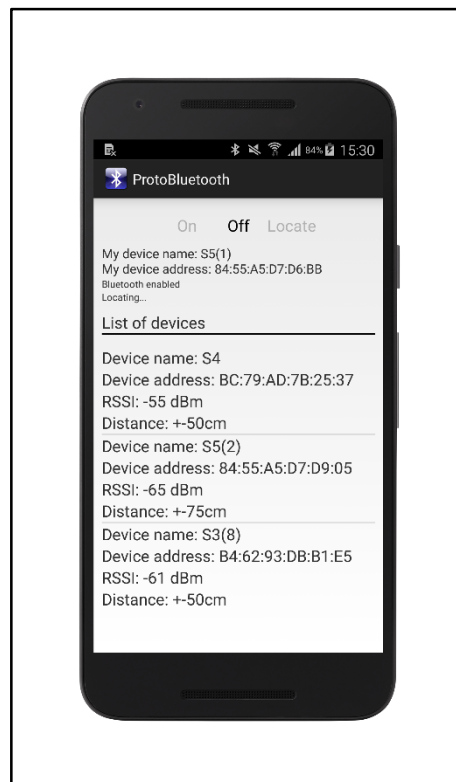 84% 15:30
ProtoBluetooth
On Off Locate
My device name: S5(1)
My device address: 84:55:A5:D7:D6:BB
Bluetooth enabled
Locating...
List of devices
Device name: S4
Device address: BC:79:AD:7B:25:37
RSSI: -55 dBm
Distance: +-50cm
Device name: S5(2)
Device address: 84:55:A5:D7:D9:05
RSSI: -65 dBm
Distance: +-75cm
Device name: S3(8)
Device address: B4:62:93:DB:B1:E5
RSSI: -61 dBm
Distance: +-50cm